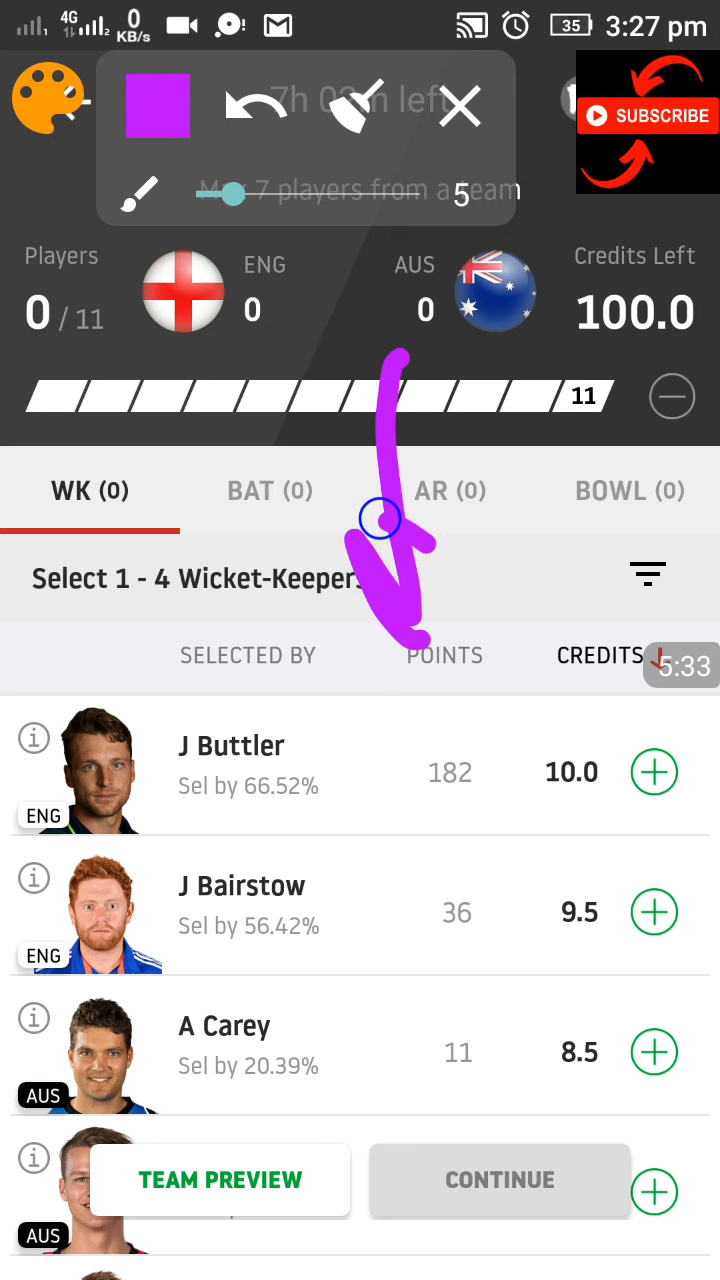 4G 2 0 KB/s 35 3:27 pm
7h 02m left
SUBSCRIBE
Max 7 players from a team
5
Players ENG AUS Credits Left
0 / 11 0 0 100.0
11
WK (0) BAT (0) AR (0) BOWL (0)
Select 1 - 4 Wicket-Keepers
SELECTED BY POINTS CREDITS
5:33
J Buttler
Sel by 66.52% 182 10.0
ENG
J Bairstow
Sel by 56.42% 36 9.5
ENG
A Carey
Sel by 20.39% 11 8.5
AUS
TEAM PREVIEW CONTINUE
AUS